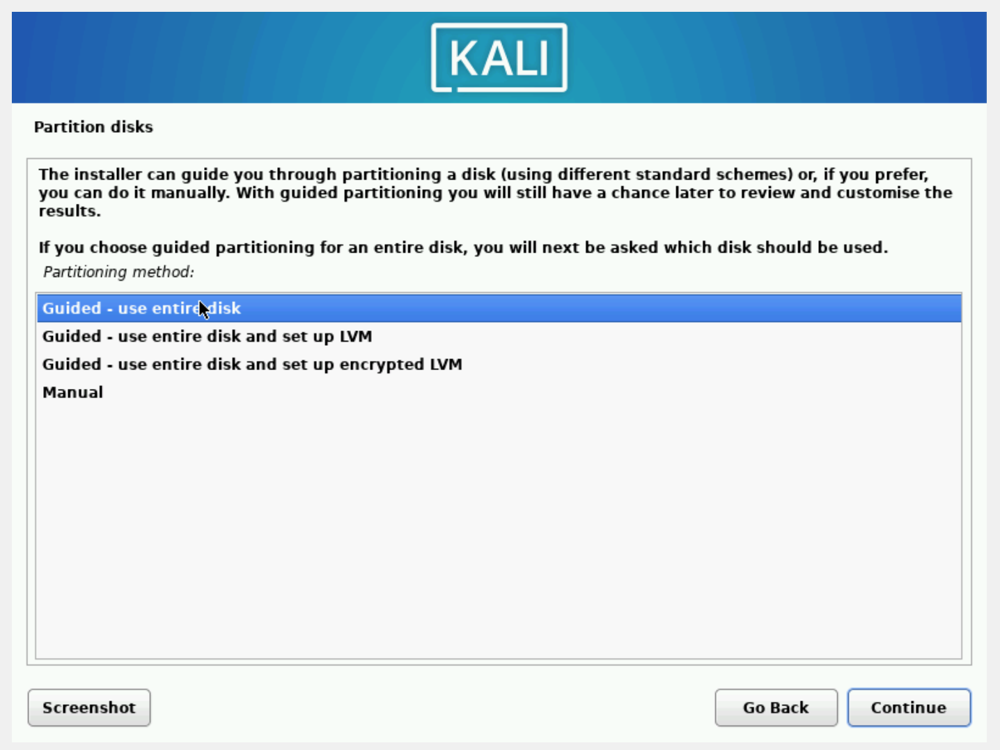 KALI
Partition disks
The installer can guide you through partitioning a disk (using different standard schemes) or, if you prefer,
you can do it manually. With guided partitioning you will still have a chance later to review and customise the
results.
If you choose guided partitioning for an entire disk, you will next be asked which disk should be used.
Partitioning method:
Guided - use entire disk
Guided - use entire disk and set up LVM
Guided - use entire disk and set up encrypted LVM
Manual
Screenshot
Go Back
Continue